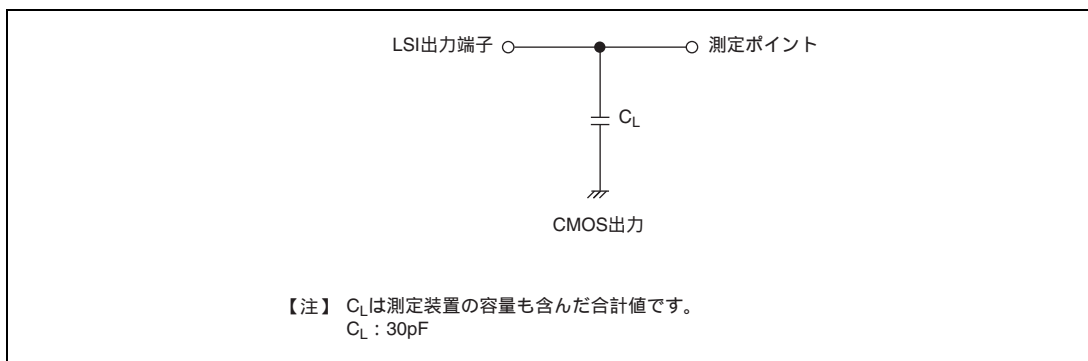 LSI出力端子
測定ポイント
CL
CMOS出力
【注】 CLは測定装置の容量も含んだ合計値です。
CL：30pF